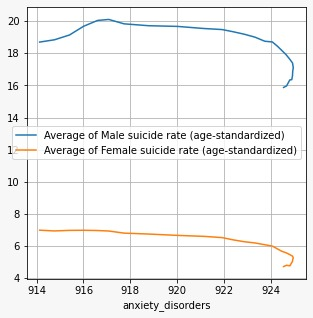 20
18
16
14
Average of Male suicide rate (age-standardized)
12
Average of Female suicide rate (age-standardized)
10
8
6
4
914 916 918 920 922 924
anxiety_disorders